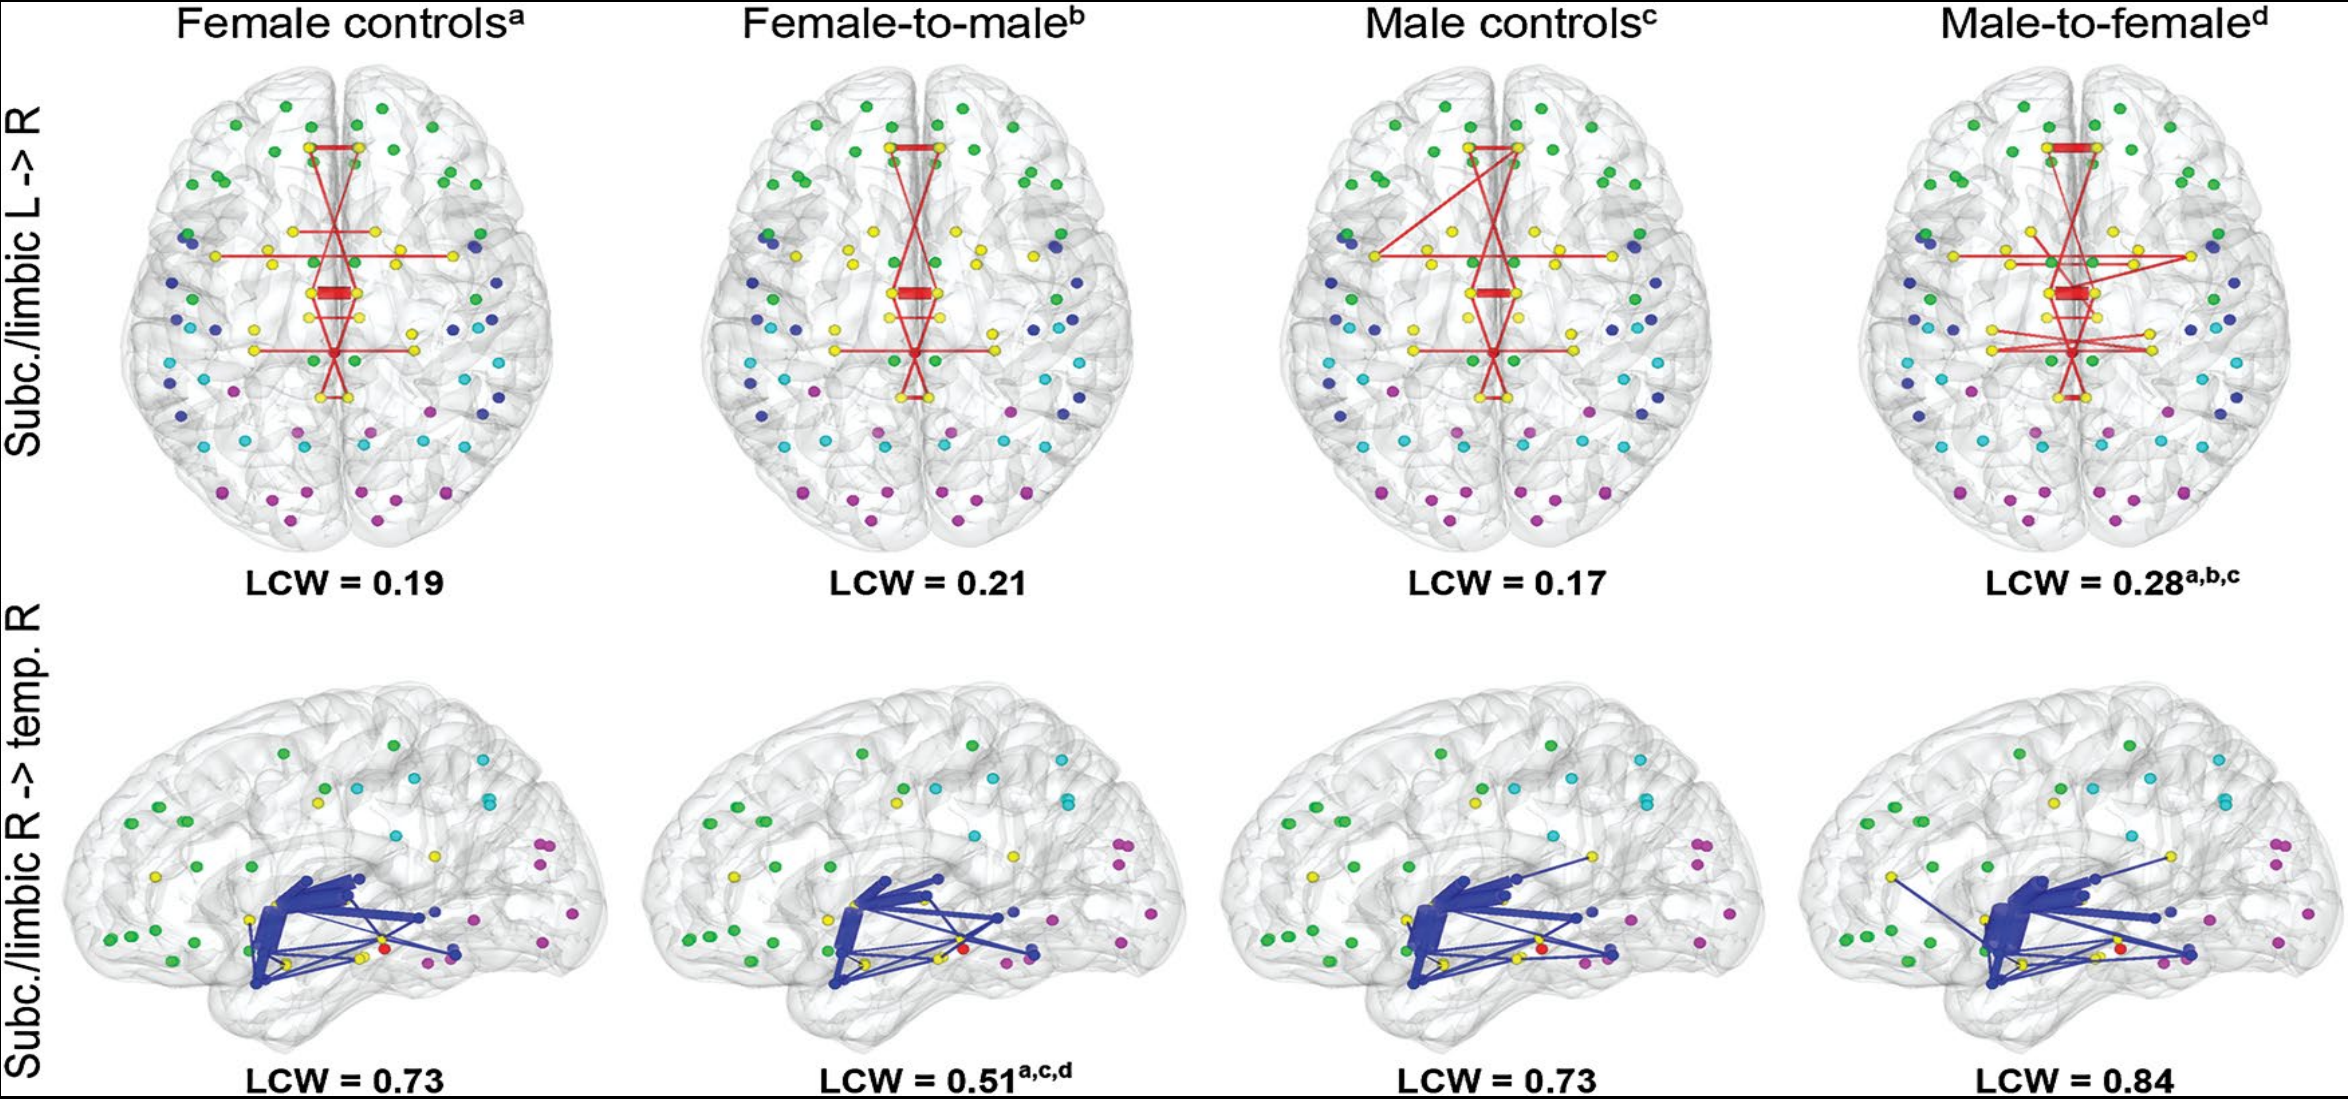 Female controlsᵃ
Female-to-maleᵇ
Male controlsᶜ
Male-to-femaleᵈ
Subc./limbic L -> R
LCW = 0.19
LCW = 0.21
LCW = 0.17
LCW = 0.28ᵃ,ᵇ,ᶜ
Subc./limbic R -> temp. R
LCW = 0.73
LCW = 0.51ᵃ,ᶜ,ᵈ
LCW = 0.73
LCW = 0.84